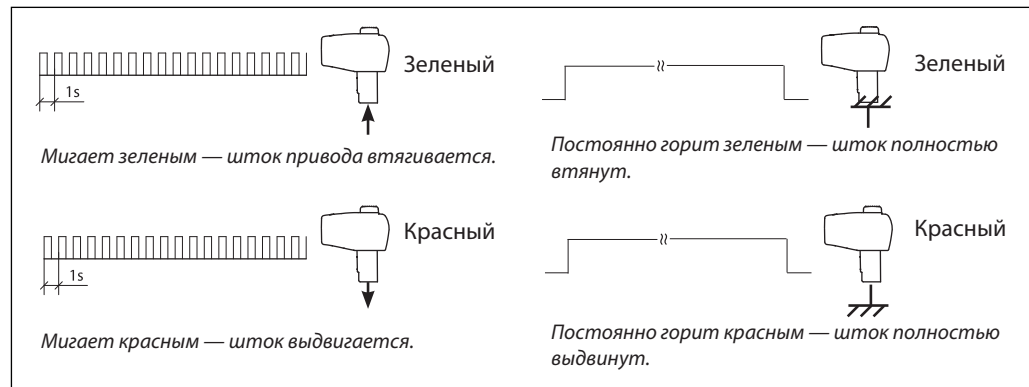 Зеленый
1s
Мигает зеленым — шток привода втягивается.
Зеленый
Постоянно горит зеленым — шток полностью
втянут.
Красный
1s
Мигает красным — шток выдвигается.
Красный
Постоянно горит красным — шток полностью
выдвинут.